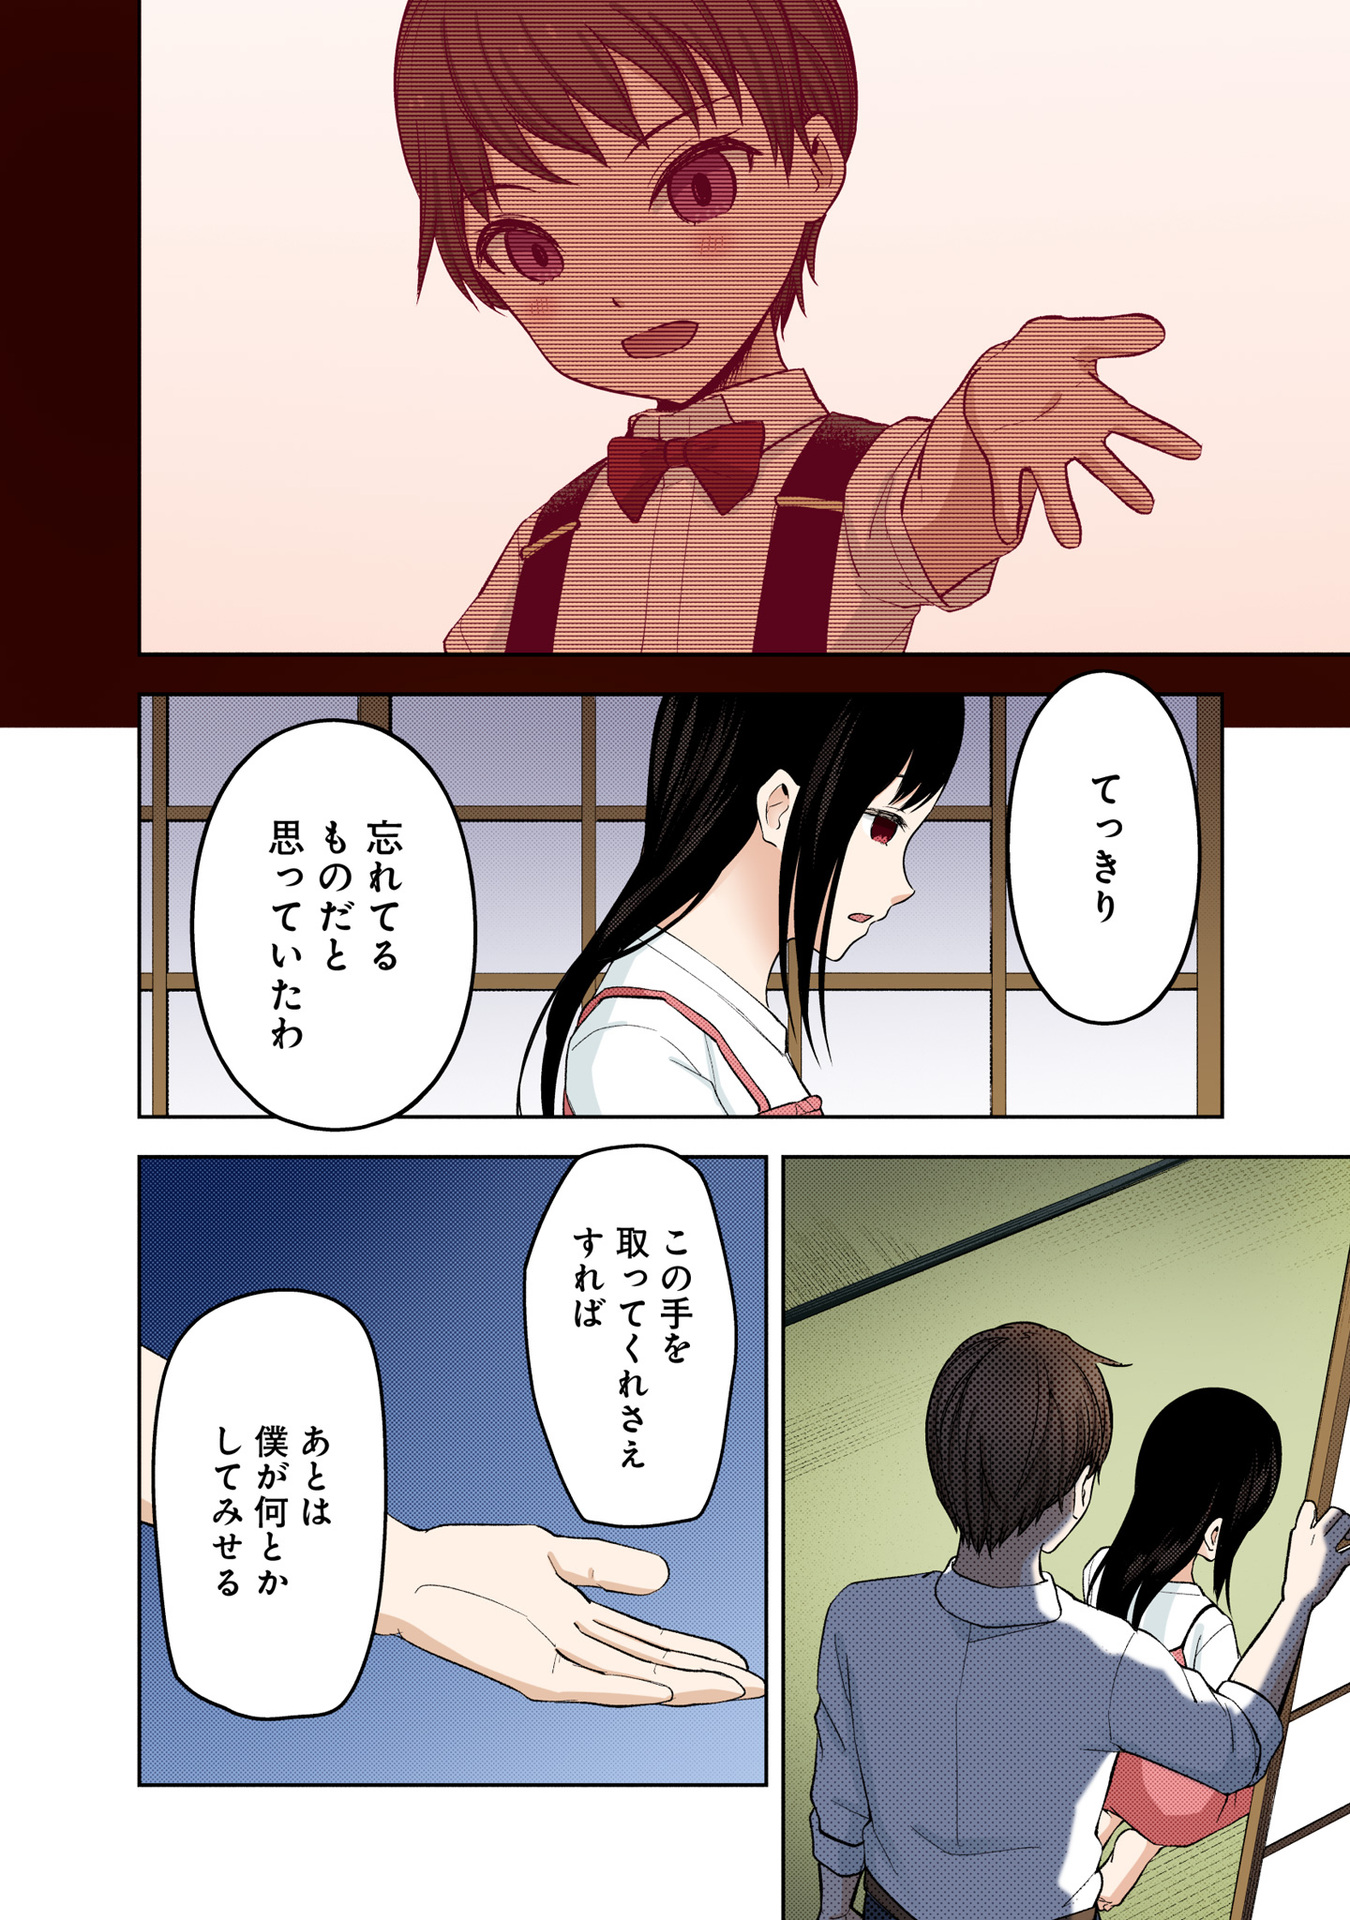 てっきり
忘れてる
ものだと
思っていたわ
この手を
取ってくれさえ
すれば
あとは
僕が何とか
してみせる